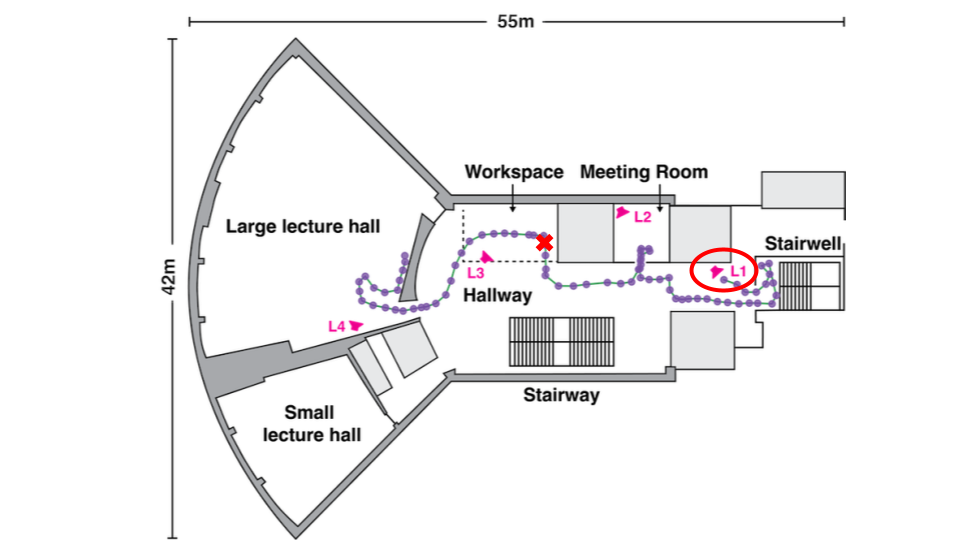 55m
42m
Workspace
Meeting Room
L2
Large lecture hall
Stairwell
L3
L1
Hallway
L4
Stairway
Small
lecture hall